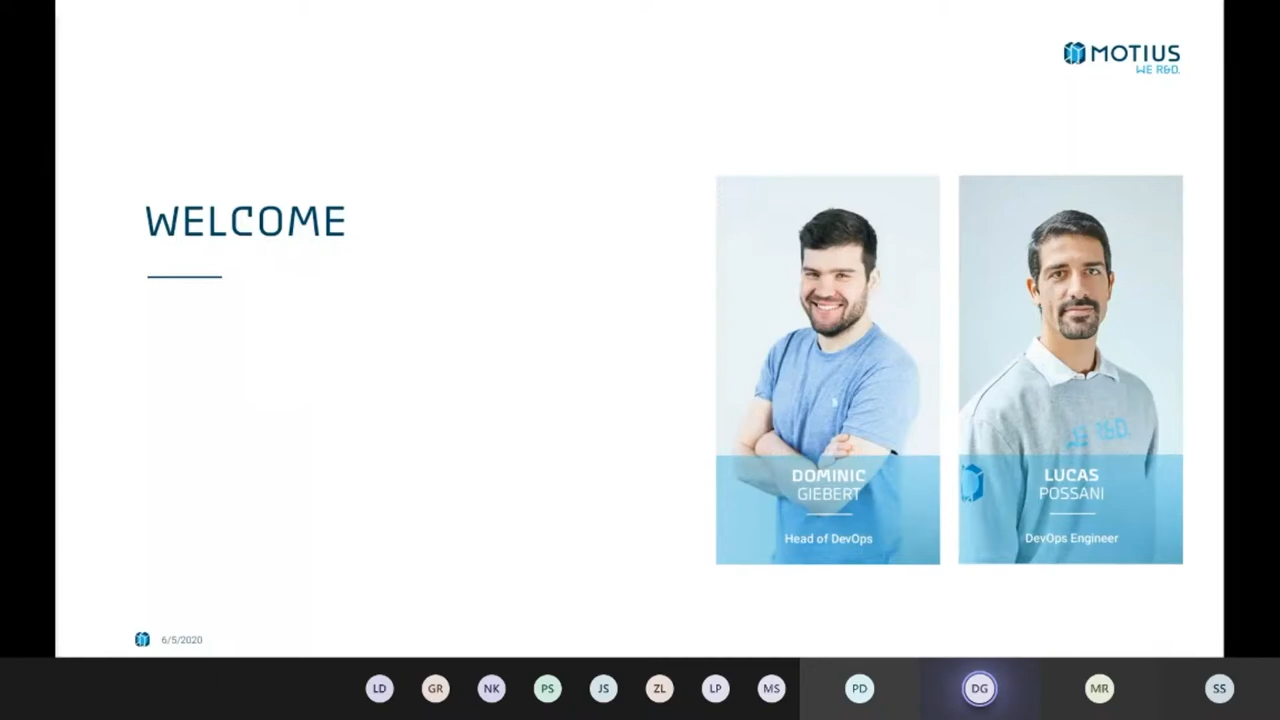 MOTIUS
WE R&D.
WELCOME
R&D.
DOMINIC
GIEBERT
Head of DevOps
LUCAS
POSSANI
DevOps Engineer
6/5/2020
LD
GR
NK
PS
JS
ZL
LP
MS
PD
DG
MR
SS